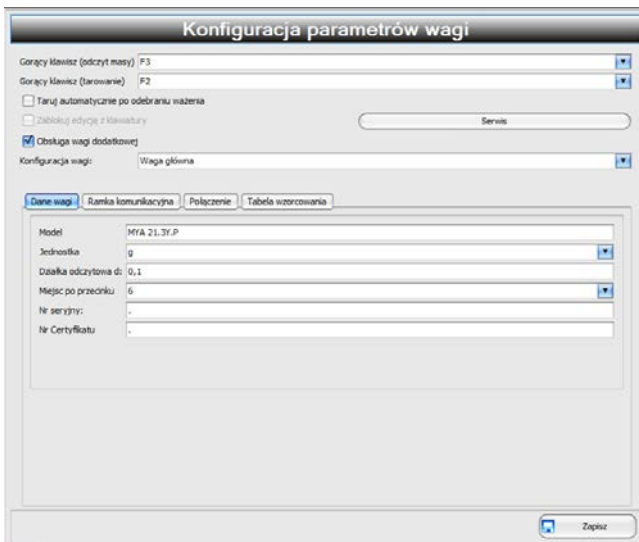 Konfiguracja parametrów wagi
Gorący klawisz (odczyt masy) F3
Gorący klawisz (tarowanie) F2
Taruj automatycznie po odebraniu ważenia
Zablokuj edycję z klawiatury
Serwis
Obsługa wagi dodatkowej
Konfiguracja wagi: Waga główna
Dane wagi Ramka komunikacyjna Połączenie Tabela wzorcowania
Model MYA 21.3Y.P
Jednostka g
Działka odczytowa d: 0,1
Miejsc po przecinku 6
Nr seryjny: .
Nr Certyfikatu .
Zapisz